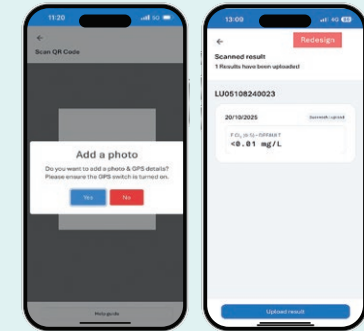 11:20
5G
Scan QR Code
Add a photo
Do you want to add a photo & GPS details?
Please ensure the GPS switch is turned on.
Yes
No
13:09
5G
Redesign
Scanned result
1 Results have been uploaded
LU05108240023
20/10/2025
<0.01 mg/L
Upload result